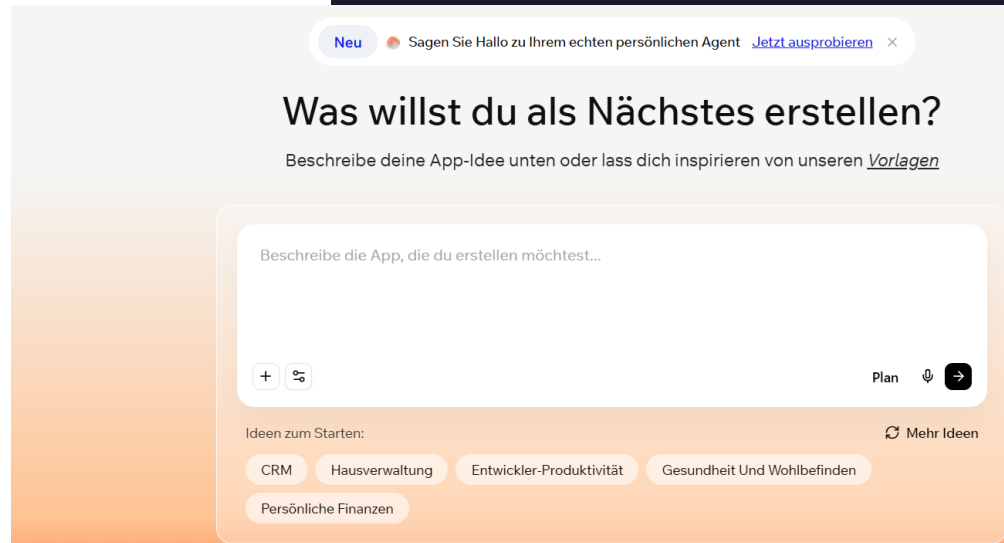 Neu Sagen Sie Hallo zu Ihrem echten persönlichen Agent Jetzt ausprobieren
Was willst du als Nächstes erstellen?
Beschreibe deine App-Idee unten oder lass dich inspirieren von unseren Vorlagen
Beschreibe die App, die du erstellen möchtest...
Plan
Ideen zum Starten: Mehr Ideen
CRM Hausverwaltung Entwickler-Produktivität Gesundheit Und Wohlbefinden
Persönliche Finanzen